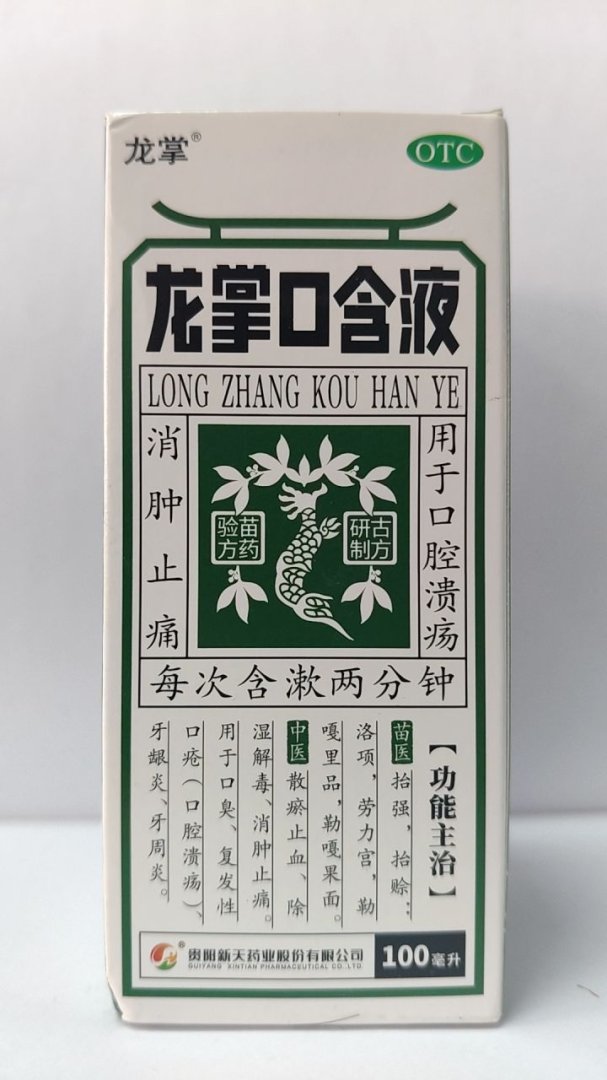 龙掌®
OTC
龙掌口含液
LONG ZHANG KOU HAN YE
消肿止痛
苗药
验方
古方
研制
用于口腔溃疡
每次含漱两分钟
【功能主治】
苗医 抬强，抬赊：
洛项，劳力宫，勒
嘎里品，勒嘎果面。
中医 散瘀止血、除
湿解毒、消肿止痛。
用于口臭、复发性
口疮（口腔溃疡）、
牙龈炎、牙周炎。
贵阳新天药业股份有限公司
GUIYANG XINTIAN PHARMACEUTICAL CO.,LTD.
100毫升